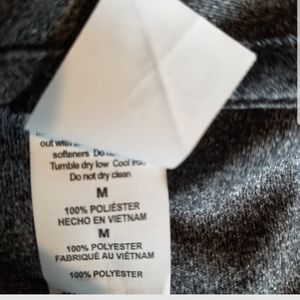 out with
softeners Do
Tumble dry low Cool Iron
Do not dry clean
M
100% POLIÉSTER
HECHO EN VIETNAM
M
100% POLYESTER
FABRIQUÉ AU VIÊTNAM
100% POLYESTER